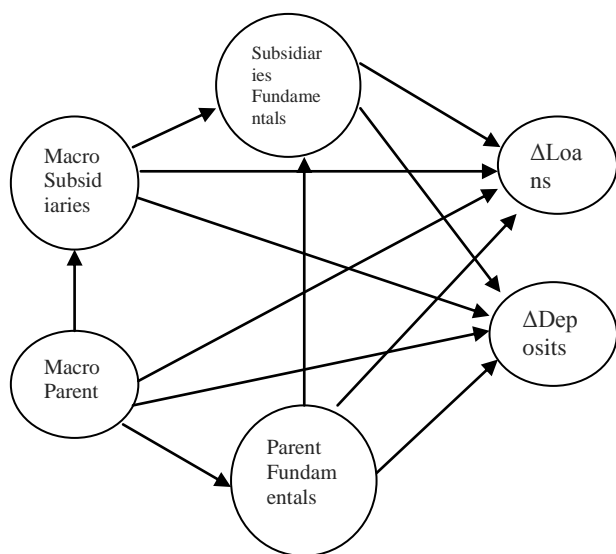 Subsidiar
ies
Fundame
ntals
Macro
Subsid
iaries
ΔLoa
ns
ΔDep
osits
Macro
Parent
Parent
Fundam
entals